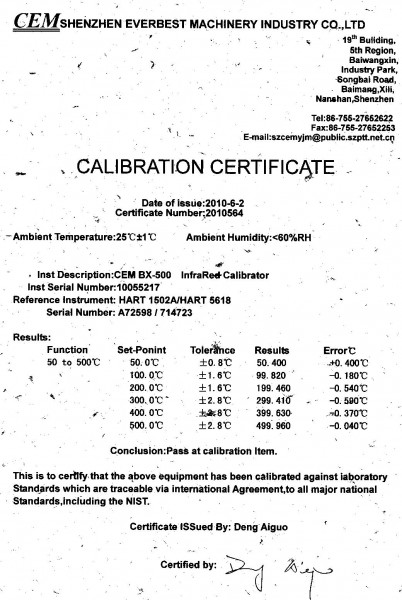 CEM SHENZHEN EVERBEST MACHINERY INDUSTRY CO.,LTD
19th Building,
5th Region,
Baiwangxin,
Industry Park,
Songbai Road,
Baimang,Xili,
Nanshan,Shenzhen
Tel:86-755-27652622
Fax:86-755-27652253
E-mail:szcemyjm@public.szptt.net.cn
CALIBRATION CERTIFICATE
Date of issue:2010-6-2
Certificate Number:2010564
Ambient Temperature:25℃±1℃ Ambient Humidity:<60%RH
Inst Description:CEM BX-500 InfraRed Calibrator
Inst Serial Number:10055217
Reference Instrument: HART 1502A/HART 5618
Serial Number: A72598 / 714723
Results:
Function Set-Ponint Tolerance Results Error℃
50 to 500℃ 50.0℃ ±0.8℃ 50.400 +0.400℃
100.0℃ ±1.6℃ 99.820 -0.180℃
200.0℃ ±1.6℃ 199.460 -0.540℃
300.0℃ ±2.8℃ 299.410 -0.590℃
400.0℃ ±2.8℃ 399.630 -0.370℃
500.0℃ ±2.8℃ 499.960 -0.040℃
Conclusion:Pass at calibration Item.
This is to certify that the above equipment has been calibrated against laboratory
Standards which are traceable via international Agreement,to all major national
Standards,including the NIST.
Certificate ISSued By: Deng Aiguo
Certified by: Deng Aiguo